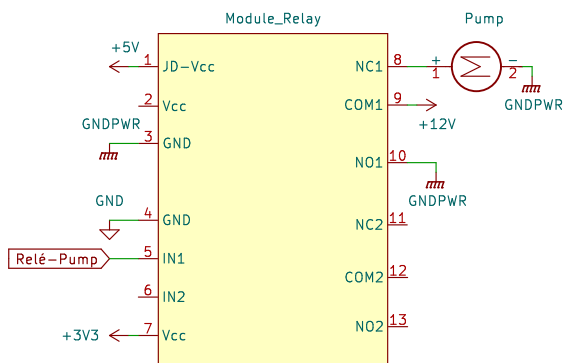 Module_Relay
Pump
+5V
1 JD-Vcc
NC1 8
+ 1
- 2
GNDPWR
2 Vcc
COM1 9
+12V
GNDPWR
3 GND
NO1 10
GNDPWR
GND
4 GND
NC2 11
Relé-Pump
5 IN1
COM2 12
6 IN2
+3V3
7 Vcc
NO2 13